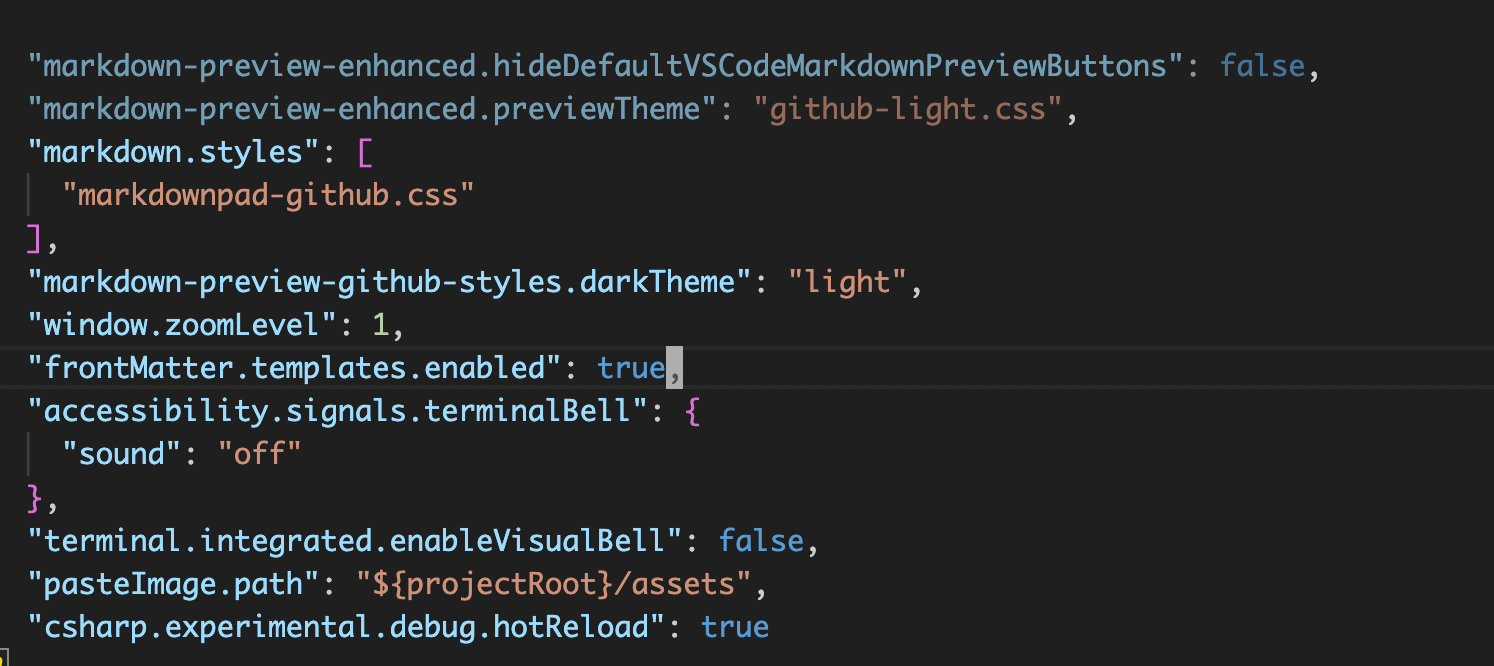 "markdown-preview-enhanced.hideDefaultVSCodeMarkdownPreviewButtons": false,
"markdown-preview-enhanced.previewTheme": "github-light.css",
"markdown.styles": [
"markdownpad-github.css"
],
"markdown-preview-github-styles.darkTheme": "light",
"window.zoomLevel": 1,
"frontMatter.templates.enabled": true,
"accessibility.signals.terminalBell": {
"sound": "off"
},
"terminal.integrated.enableVisualBell": false,
"pasteImage.path": "${projectRoot}/assets",
"csharp.experimental.debug.hotReload": true